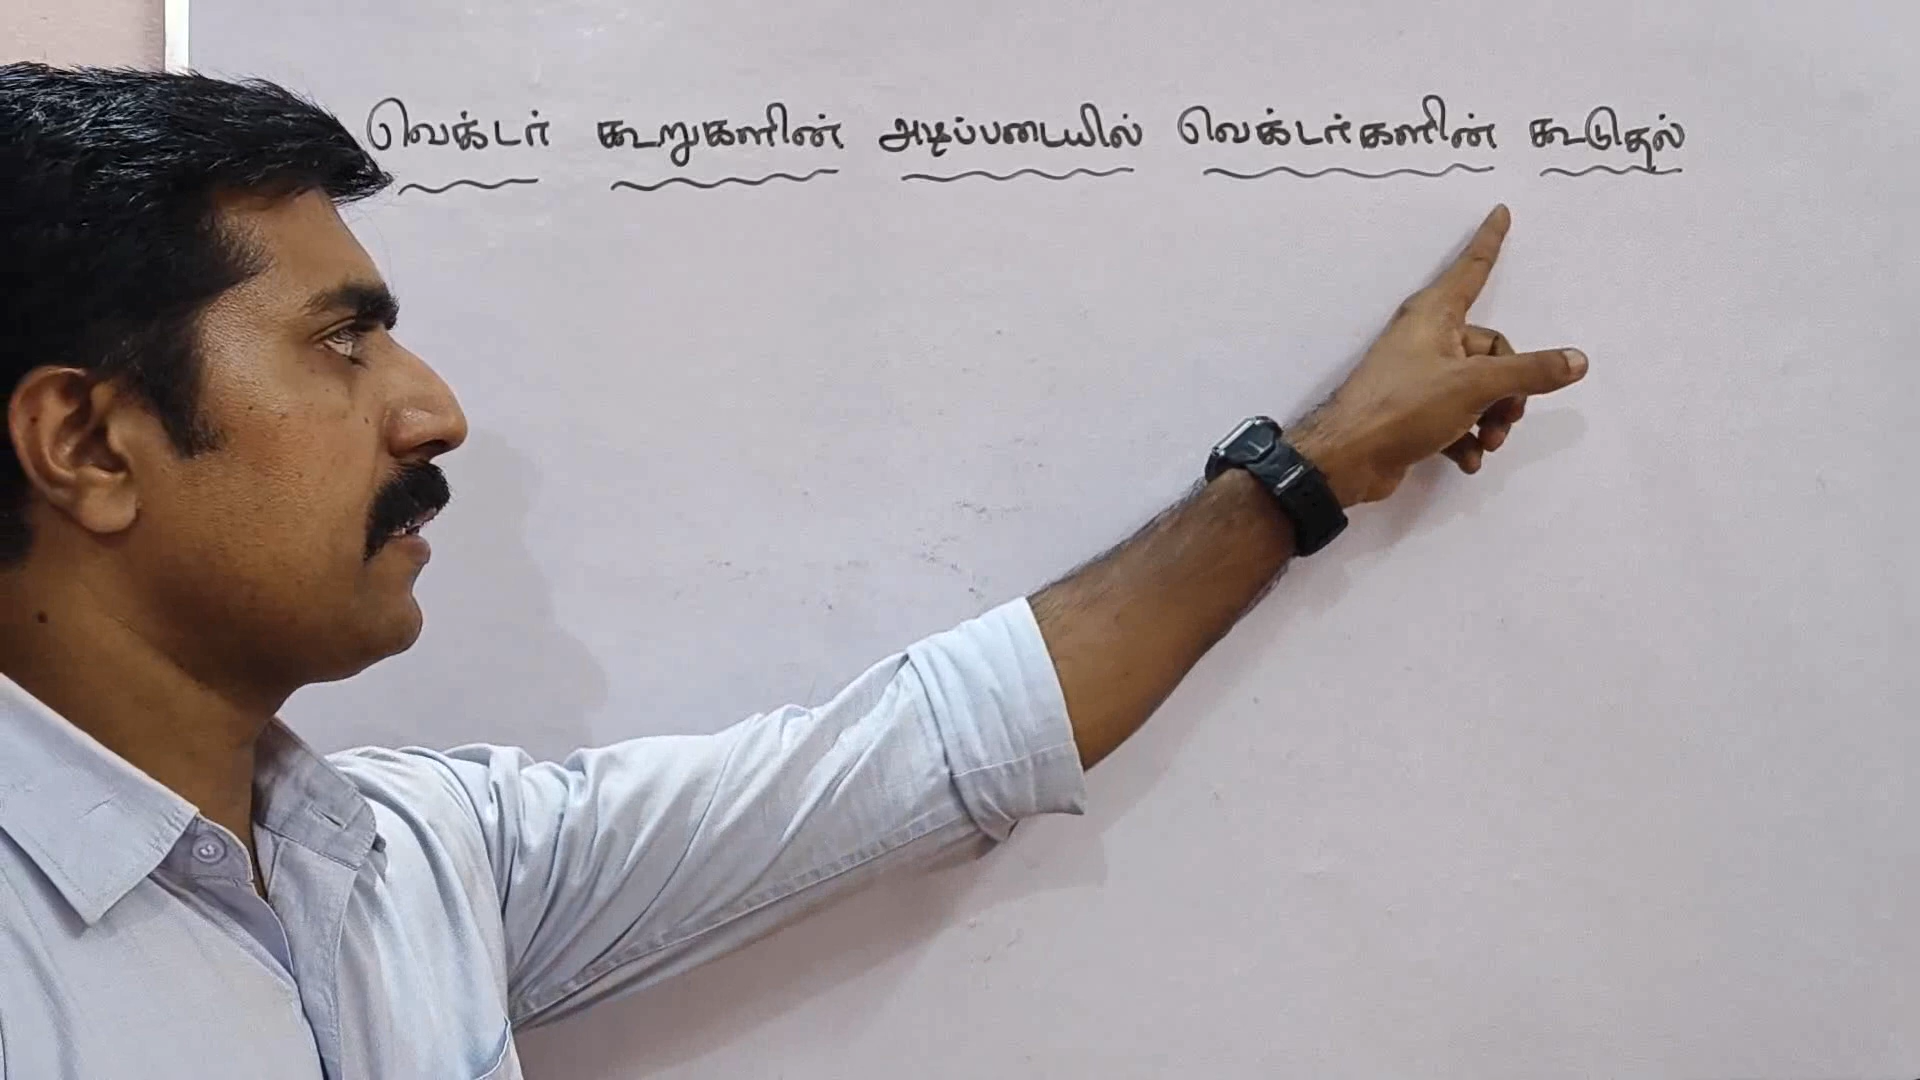 வெக்டர் கூறுகளின் அடிப்படையில் வெக்டர்களின் கூடுதல்